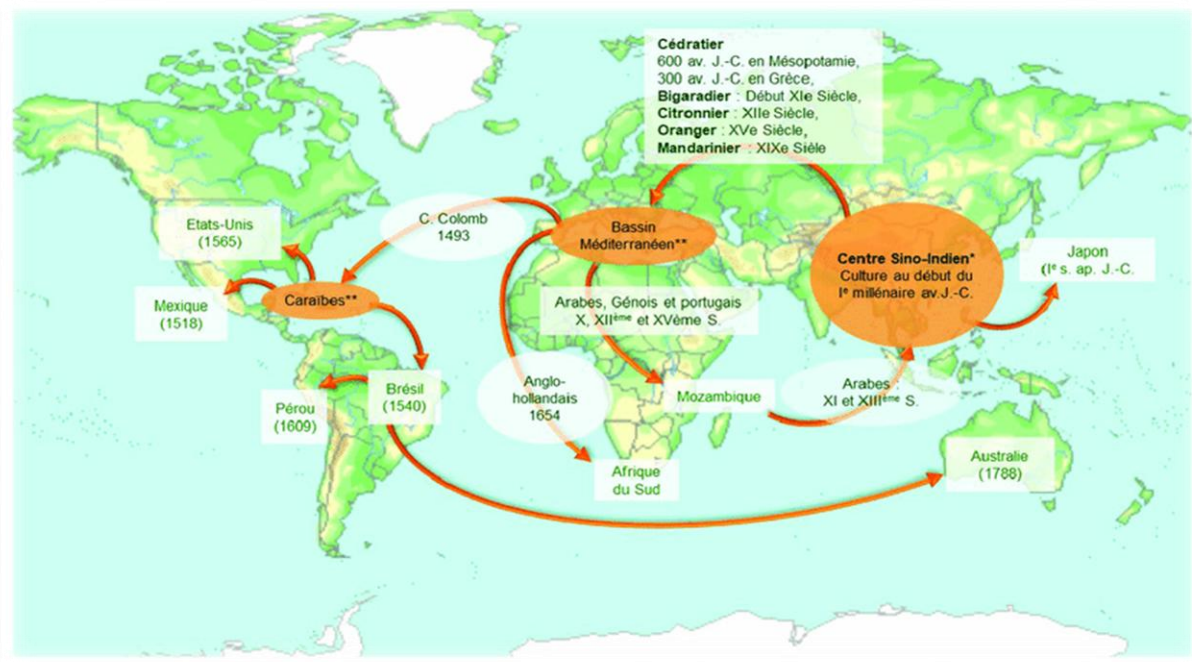 Cédratier
600 av. J.-C. en Mésopotamie,
300 av. J.-C. en Grèce,
Bigaradier : Début XIe Siècle,
Citronnier : XIIe Siècle,
Oranger : XVe Siècle,
Mandarinier : XIXe Sièle
C. Colomb
1493
Etats-Unis
(1565)
Bassin
Méditerranéen**
Centre Sino-Indien*
Culture au début du
Iᵉ millénaire av.J.-C.
Japon
(Iᵉ s. ap. J.-C.
Caraïbes**
Mexique
(1518)
Arabes, Génois et portugais
X, XIIème et XVème S.
Anglo-
hollandais
1654
Brésil
(1540)
Pérou
(1609)
Mozambique
Arabes :
XI et XIIIème S.
Afrique
du Sud
Australie
(1788)